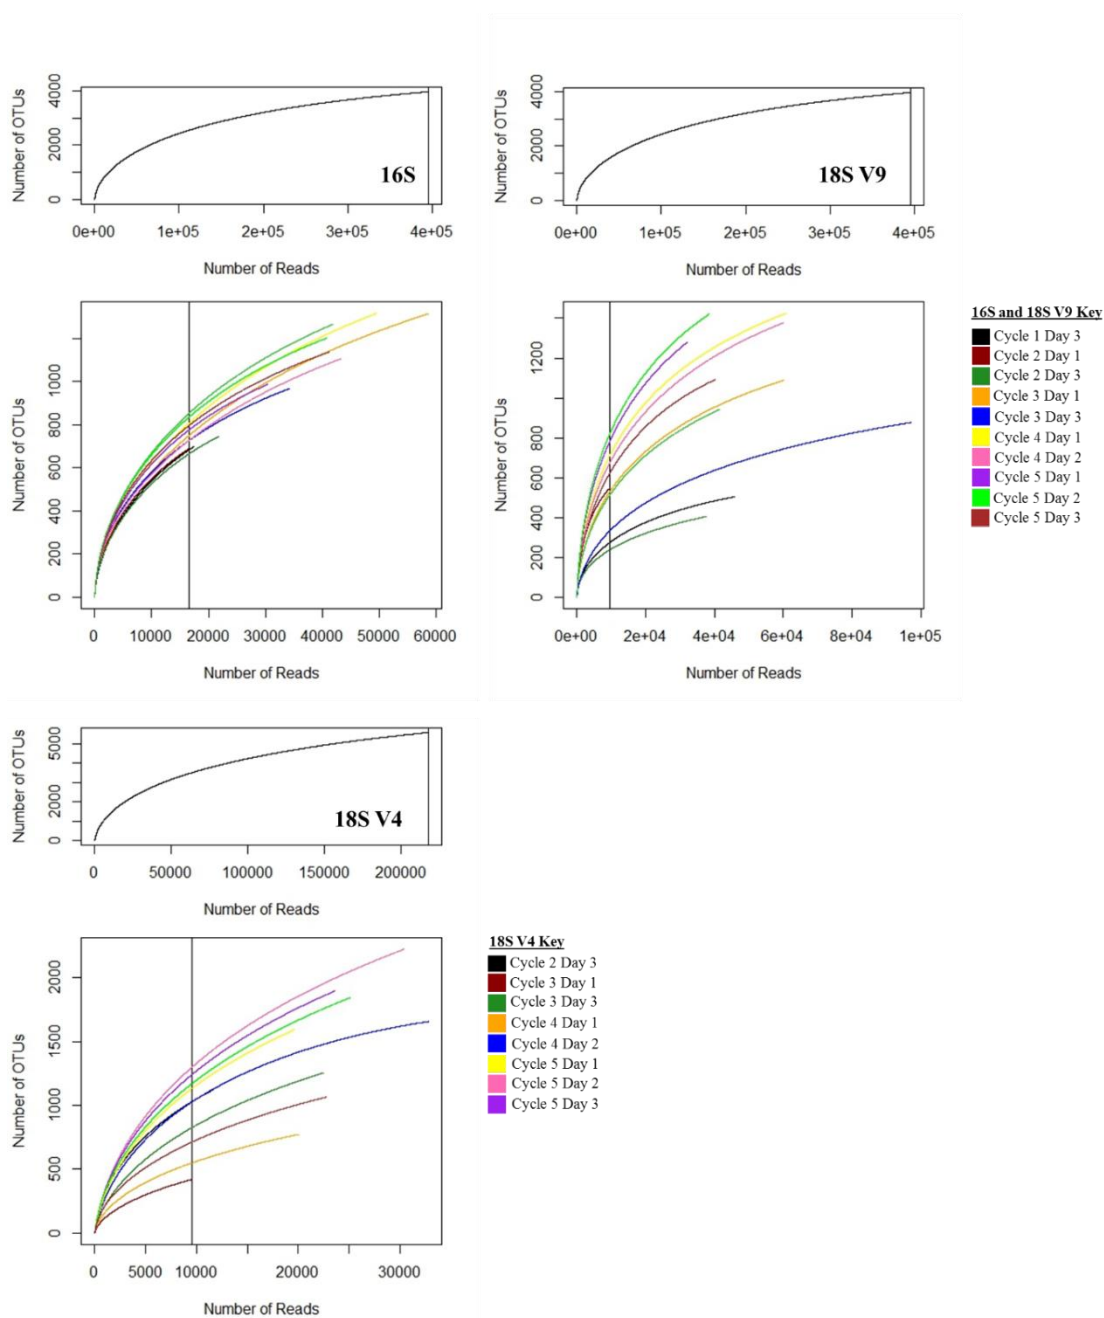 Number of OTUs
4000
2000
0
16S
0e+00 1e+05 2e+05 3e+05 4e+05
Number of Reads
Number of OTUs
4000
2000
0
18S V9
0e+00 1e+05 2e+05 3e+05 4e+05
Number of Reads
Number of OTUs
1000
800
600
400
200
0
0 10000 20000 30000 40000 50000 60000
Number of Reads
Number of OTUs
1200
800
600
400
200
0
0e+00 2e+04 4e+04 6e+04 8e+04 1e+05
Number of Reads
16S and 18S V9 Key
Cycle 1 Day 3
Cycle 2 Day 1
Cycle 2 Day 3
Cycle 3 Day 1
Cycle 3 Day 3
Cycle 4 Day 1
Cycle 4 Day 2
Cycle 5 Day 1
Cycle 5 Day 2
Cycle 5 Day 3
Number of OTUs
5000
2000
0
18S V4
0 50000 100000 150000 200000
Number of Reads
Number of OTUs
2000
1500
1000
500
0
0 5000 10000 20000 30000
Number of Reads
18S V4 Key
Cycle 2 Day 3
Cycle 3 Day 1
Cycle 3 Day 3
Cycle 4 Day 1
Cycle 4 Day 2
Cycle 5 Day 1
Cycle 5 Day 2
Cycle 5 Day 3